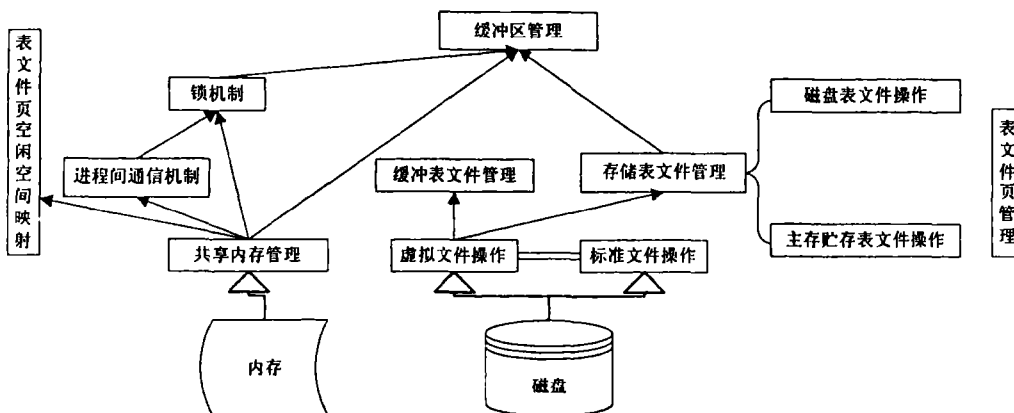 缓冲区管理
表文件页空闲空间映射
锁机制
磁盘表文件操作
表文件页管理
进程间通信机制
缓冲表文件管理
存储表文件管理
共享内存管理
虚拟文件操作
标准文件操作
主存贮存表文件操作
内存
磁盘